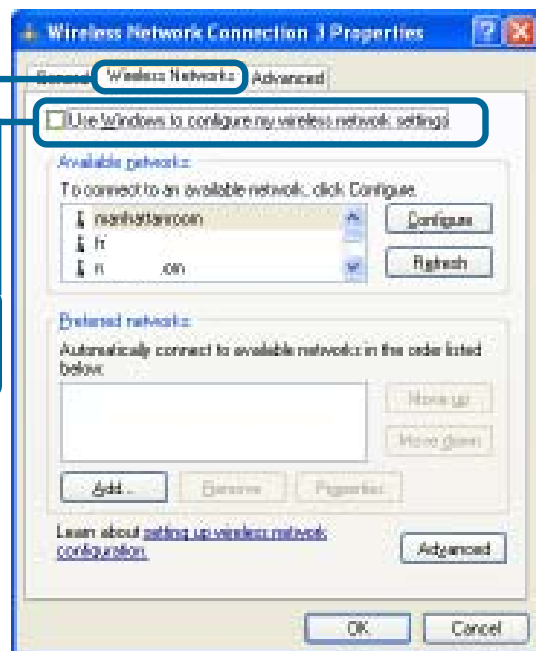 Wireless Network Connection 3 Properties
General Wireless Networks Advanced
Use Windows to configure my wireless network settings
Available networks:
To connect to an available network, click Configure.
manhattanroom
Configure
Refresh
Preferred networks:
Automatically connect to available networks in the order listed
below:
Move up
Move down
Add... Remove Properties
Learn about setting up wireless network
configuration.
Advanced
OK Cancel